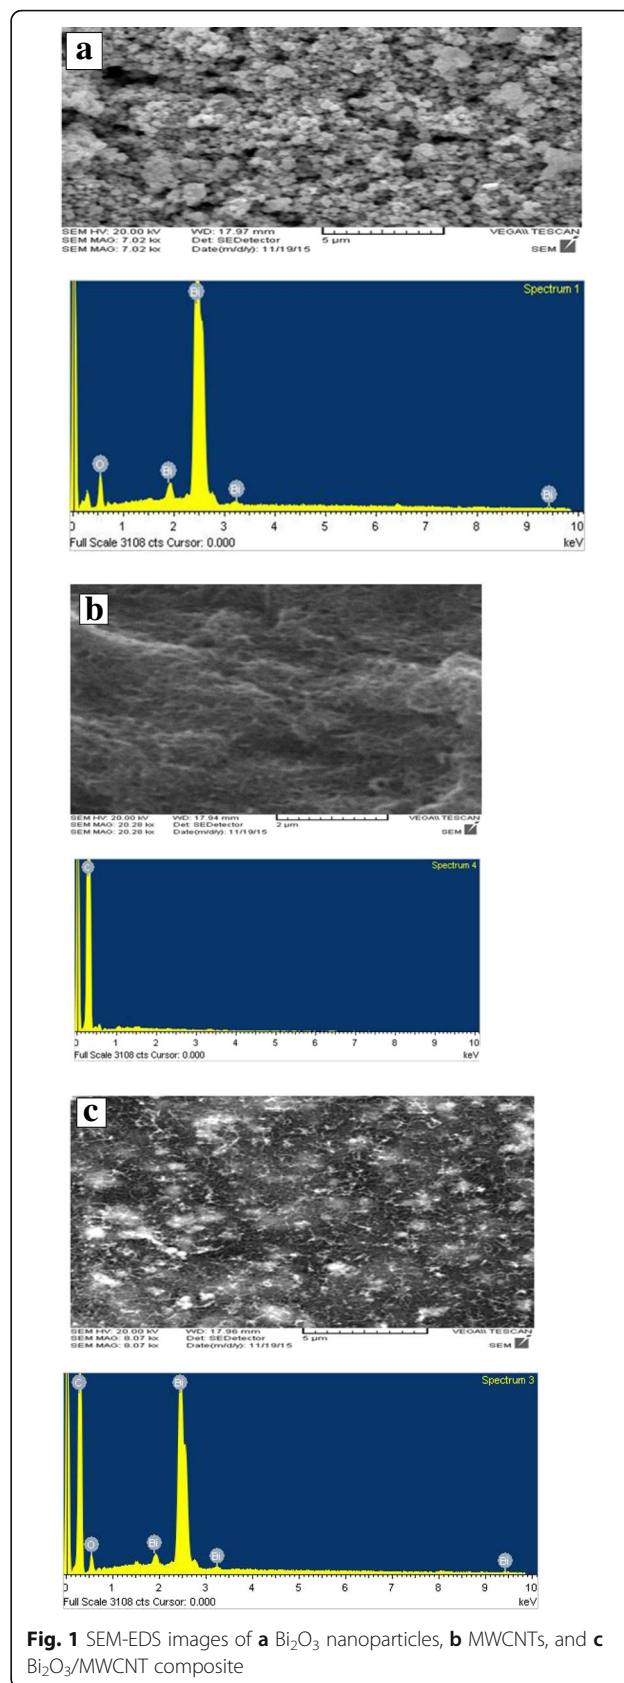 a
SEM HV: 20.00 kV WD: 17.97 mm VEGA\\ TESCAN
SEM MAG: 7.02 kx Det: SEDetector 5 µm
SEM MAG: 7.02 kx Date(m/d/y): 11/19/15 SEM
Spectrum 1
Bi
O Bi Bi Bi
0 1 2 3 4 5 6 7 8 9 10
Full Scale 3108 cts Cursor: 0.000 keV
b
SEM HV: 20.00 kV WD: 17.94 mm VEGA\\ TESCAN
SEM MAG: 20.28 kx Det: SEDetector 2 µm
SEM MAG: 20.28 kx Date(m/d/y): 11/19/15 SEM
Spectrum 4
C
0 1 2 3 4 5 6 7 8 9 10
Full Scale 3108 cts Cursor: 0.000 keV
c
SEM HV: 20.00 kV WD: 17.96 mm VEGA\\ TESCAN
SEM MAG: 8.07 kx Det: SEDetector 5 µm
SEM MAG: 8.07 kx Date(m/d/y): 11/19/15 SEM
Spectrum 3
C Bi
O Bi Bi Bi
0 1 2 3 4 5 6 7 8 9 10
Full Scale 3108 cts Cursor: 0.000 keV
Fig. 1 SEM-EDS images of a Bi₂O₃ nanoparticles, b MWCNTs, and c
Bi₂O₃/MWCNT composite